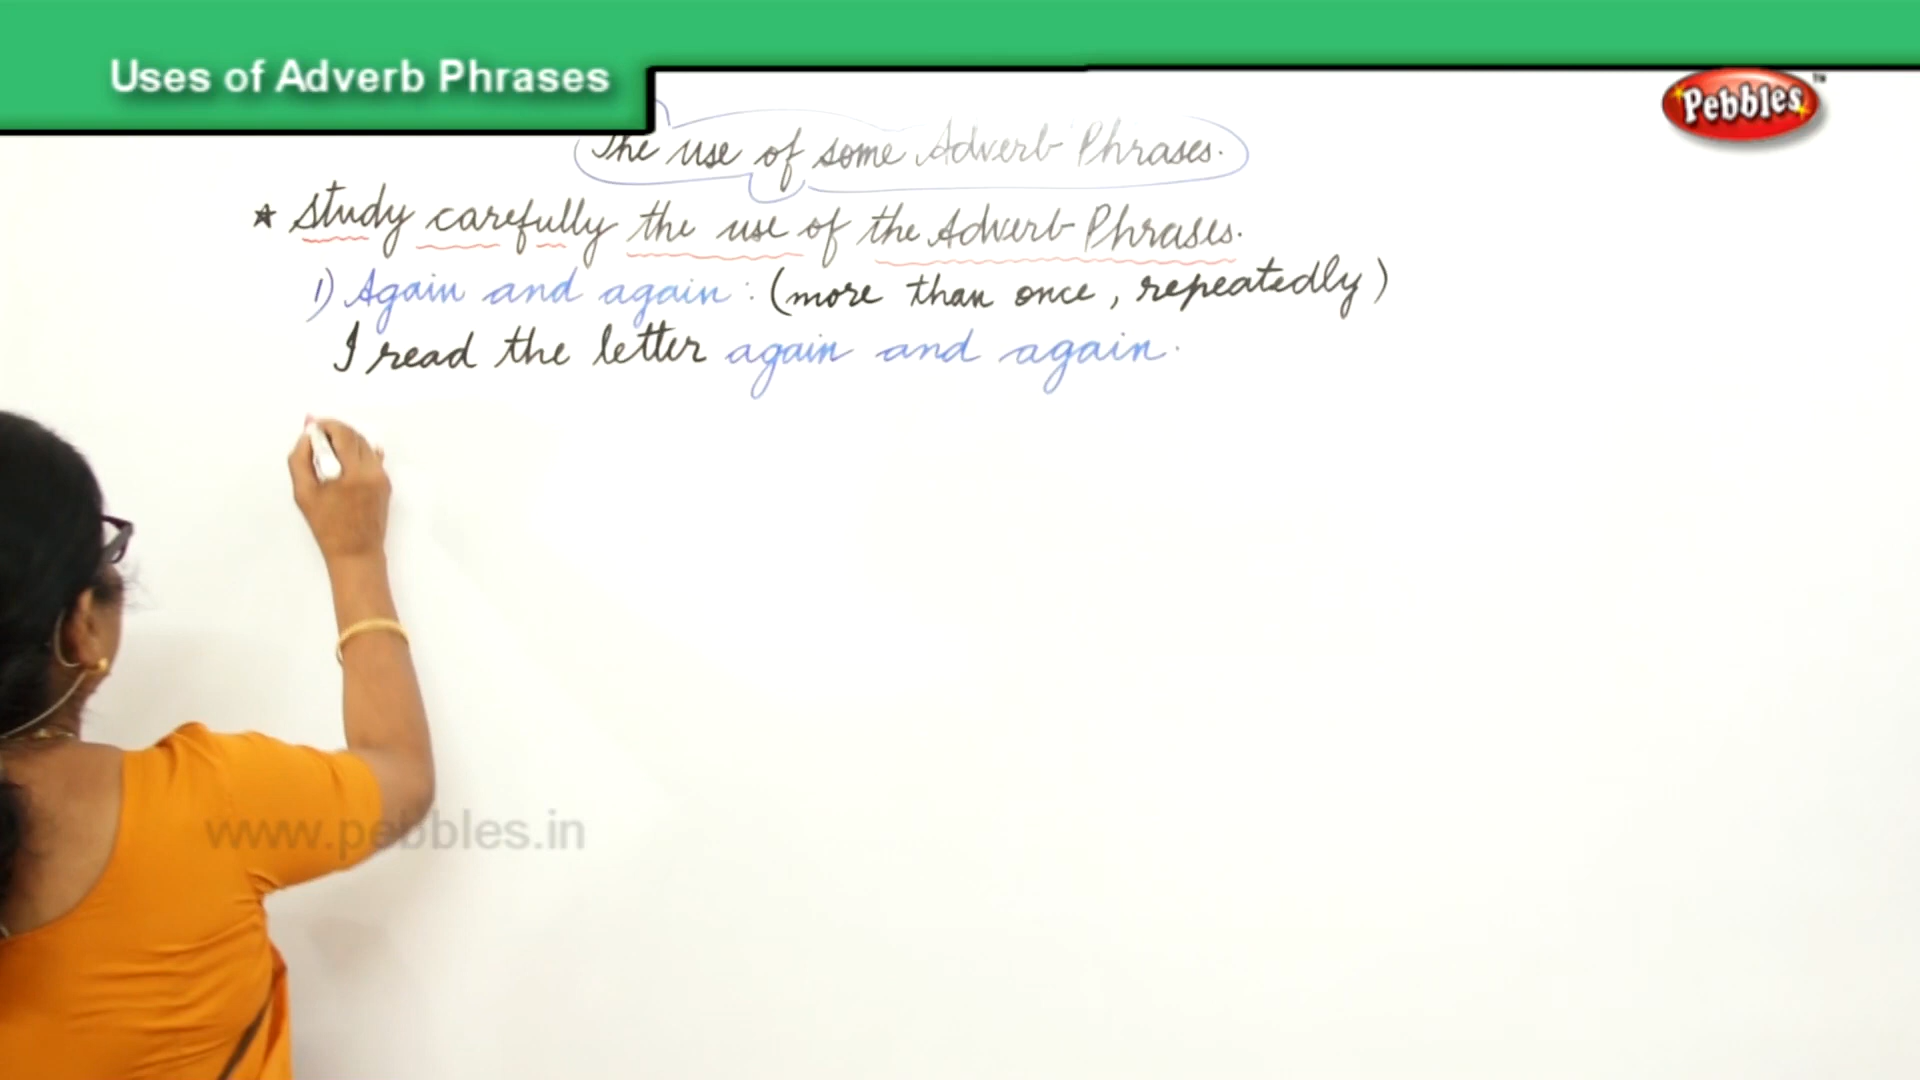 Uses of Adverb Phrases
Pebbles™
The use of some Adverb Phrases.
* Study carefully the use of the Adverb Phrases.
1) Again and again: (more than once, repeatedly)
I read the letter again and again.
www.pebbles.in